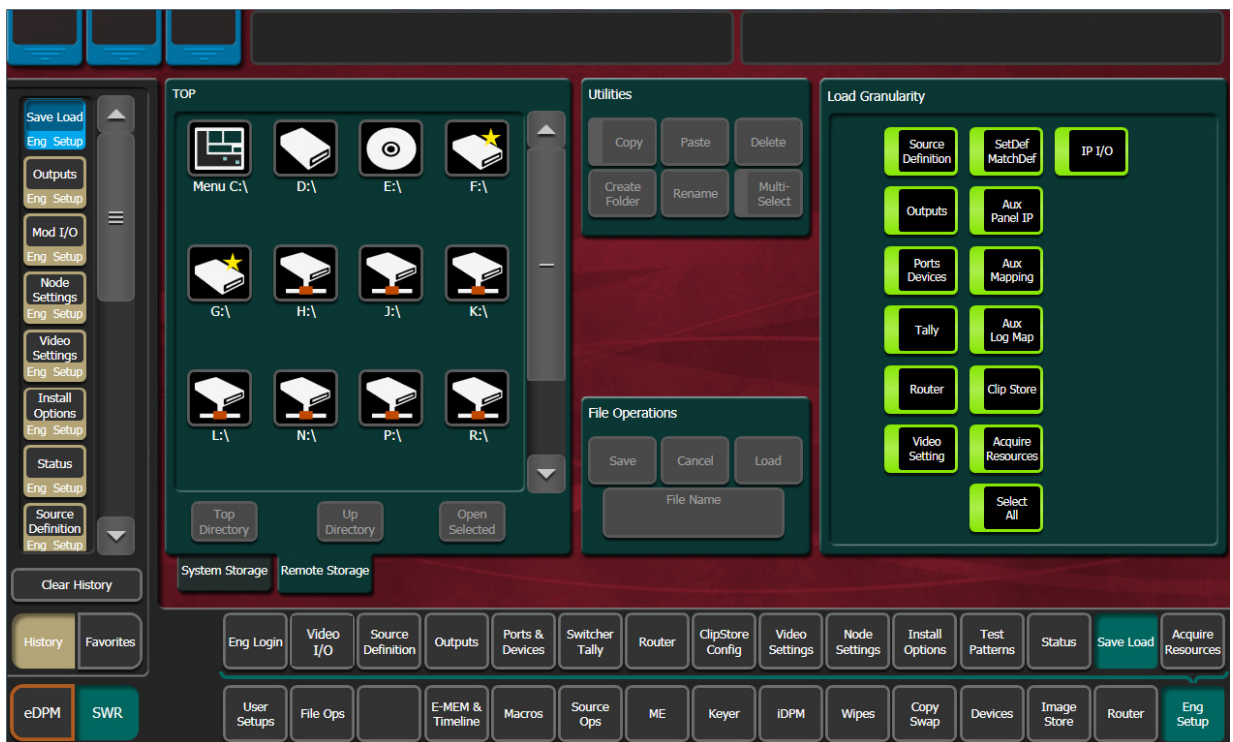 Save Load
Eng Setup
Outputs
Eng Setup
Mod I/O
Eng Setup
Node
Settings
Eng Setup
Video
Settings
Eng Setup
Install
Options
Eng Setup
Status
Eng Setup
Source
Definition
Eng Setup
Clear History
History
Favorites
eDPM
SWR
TOP
Menu C:\
D:\
E:\
F:\
G:\
H:\
J:\
K:\
L:\
N:\
P:\
R:\
Top
Directory
Up
Directory
Open
Selected
System Storage
Remote Storage
Utilities
Copy
Paste
Delete
Create
Folder
Rename
Multi-
Select
File Operations
Save
Cancel
Load
File Name
Load Granularity
Source
Definition
SetDef
MatchDef
IP I/O
Outputs
Aux
Panel IP
Ports
Devices
Aux
Mapping
Tally
Aux
Log Map
Router
Clip Store
Video
Setting
Acquire
Resources
Select
All
Eng Login
Video
I/O
Source
Definition
Outputs
Ports &
Devices
Switcher
Tally
Router
ClipStore
Config
Video
Settings
Node
Settings
Install
Options
Test
Patterns
Status
Save Load
Acquire
Resources
User
Setups
File Ops
E-MEM &
Timeline
Macros
Source
Ops
ME
Keyer
iDPM
Wipes
Copy
Swap
Devices
Image
Store
Router
Eng
Setup